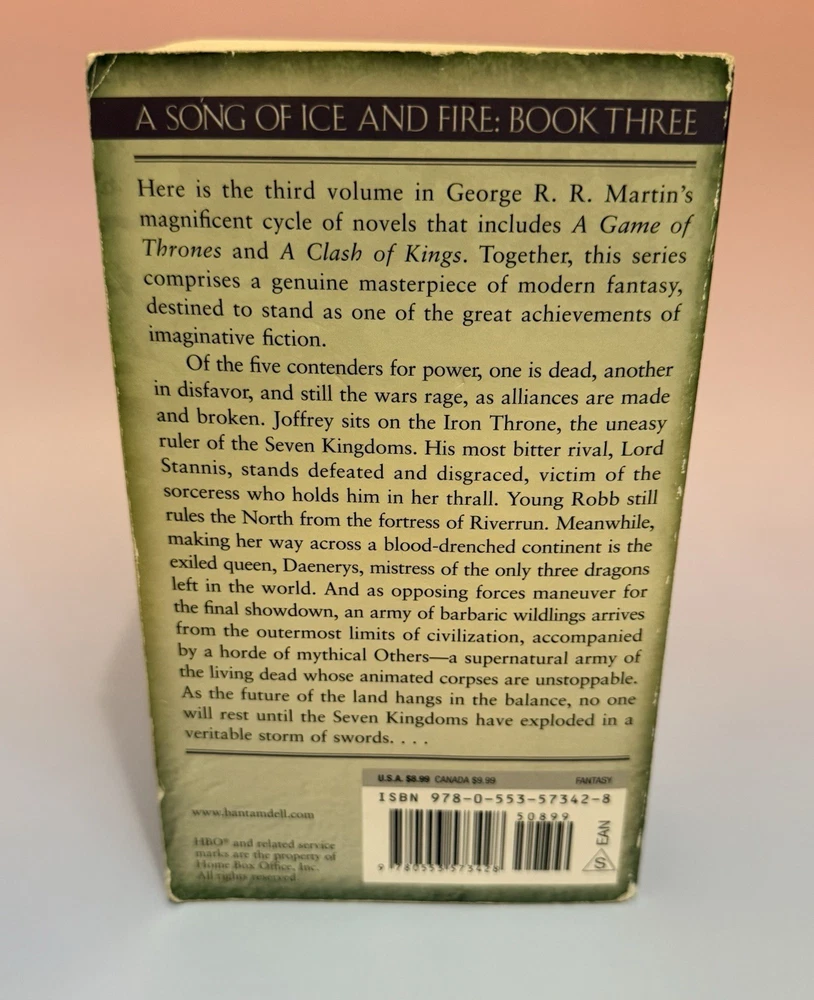 A SONG OF ICE AND FIRE: BOOK THREE
Here is the third volume in George R. R. Martin's
magnificent cycle of novels that includes A Game of
Thrones and A Clash of Kings. Together, this series
comprises a genuine masterpiece of modern fantasy,
destined to stand as one of the great achievements of
imaginative fiction.
Of the five contenders for power, one is dead, another
in disfavor, and still the wars rage, as alliances are made
and broken. Joffrey sits on the Iron Throne, the uneasy
ruler of the Seven Kingdoms. His most bitter rival, Lord
Stannis, stands defeated and disgraced, victim of the
sorceress who holds him in her thrall. Young Robb still
rules the North from the fortress of Riverrun. Meanwhile,
making her way across a blood-drenched continent is the
exiled queen, Daenerys, mistress of the only three dragons
left in the world. And as opposing forces maneuver for
the final showdown, an army of barbaric wildlings arrives
from the outermost limits of civilization, accompanied
by a horde of mythical Others—a supernatural army of
the living dead whose animated corpses are unstoppable.
As the future of the land hangs in the balance, no one
will rest until the Seven Kingdoms have exploded in a
veritable storm of swords. . . .
U.S.A. $8.99 CANADA $9.99 FANTASY
ISBN 978-0-553-57342-8
50899
9 780553 573428
EAN
S
www.bantamdell.com
HBO® and related service
marks are the property of
Home Box Office, Inc.
All rights reserved.